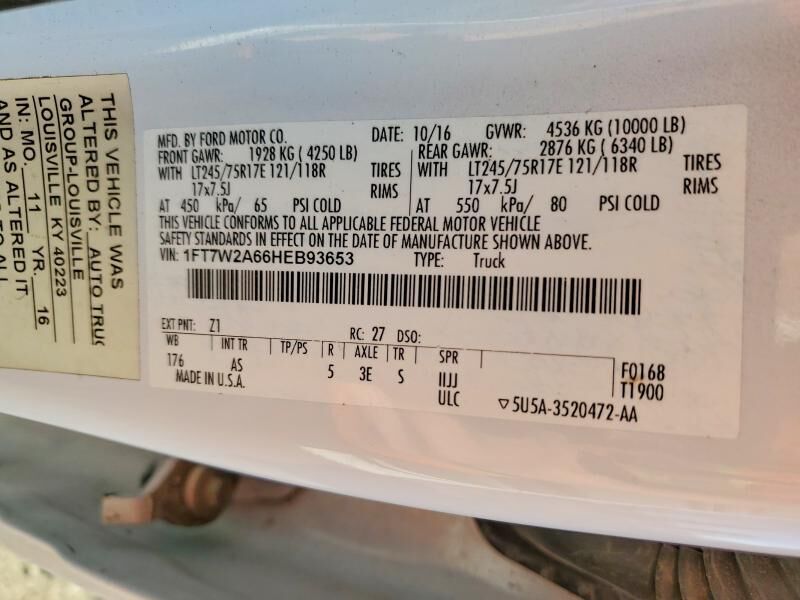 THIS VEHICLE WAS
ALTERED BY: AUTO TRUC
GROUP-LOUISVILLE
LOUISVILLE KY 40223
IN: MO. 11 YR. 16
AND AS ALTERED IT
TO ALL
MFD. BY FORD MOTOR CO.
DATE: 10/16 GVWR: 4536 KG (10000 LB)
FRONT GAWR: 1928 KG ( 4250 LB) REAR GAWR: 2876 KG ( 6340 LB)
WITH LT245/75R17E 121/118R TIRES WITH LT245/75R17E 121/118R TIRES
17x7.5J RIMS 17x7.5J RIMS
AT 450 kPa/ 65 PSI COLD AT 550 kPa/ 80 PSI COLD
THIS VEHICLE CONFORMS TO ALL APPLICABLE FEDERAL MOTOR VEHICLE
SAFETY STANDARDS IN EFFECT ON THE DATE OF MANUFACTURE SHOWN ABOVE.
VIN: 1FT7W2A66HEB93653 TYPE: Truck
EXT PNT: Z1 RC: 27 DSO:
WB INT TR TP/PS R AXLE TR SPR
176 AS 5 3E S IIJJ F0168
MADE IN U.S.A. ULC ▽5U5A-3520472-AA T1900